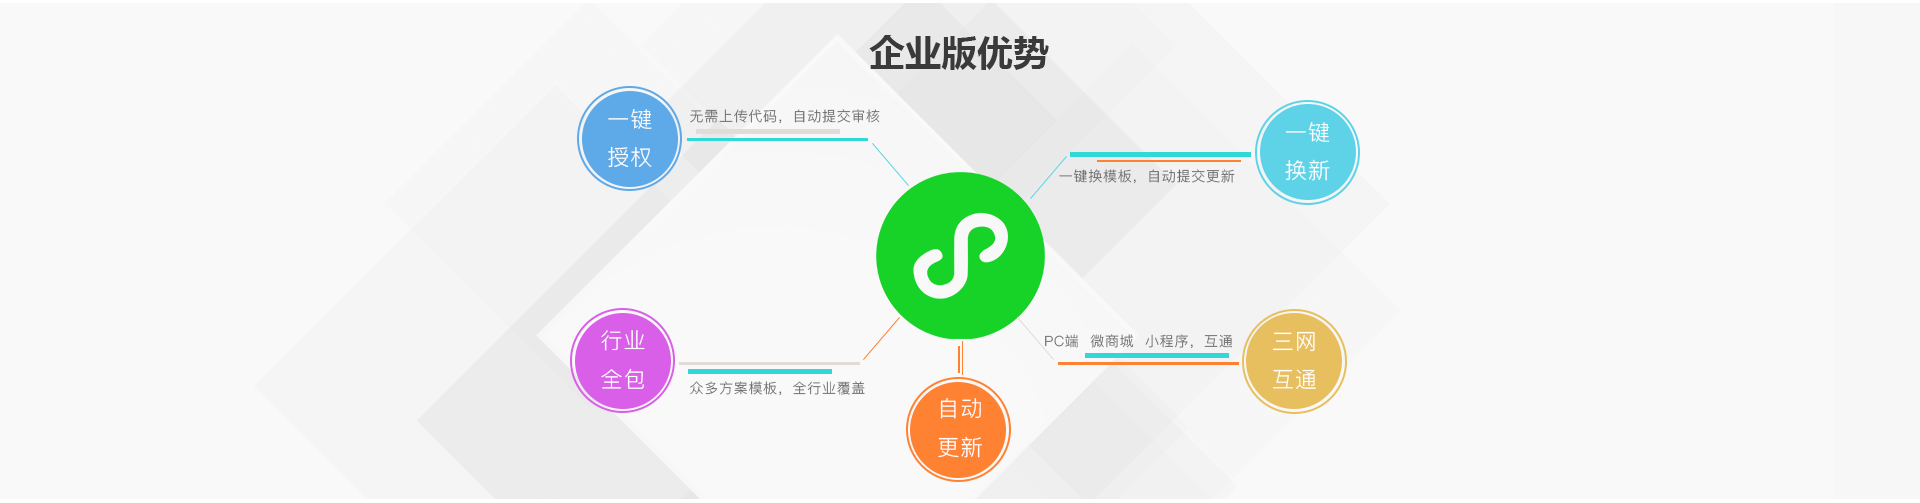 企业版优势
一键
授权
无需上传代码，自动提交审核
一键
换新
一键换模板，自动提交更新
行业
全包
众多方案模板，全行业覆盖
PC端 微商城 小程序，互通
三网
互通
自动
更新